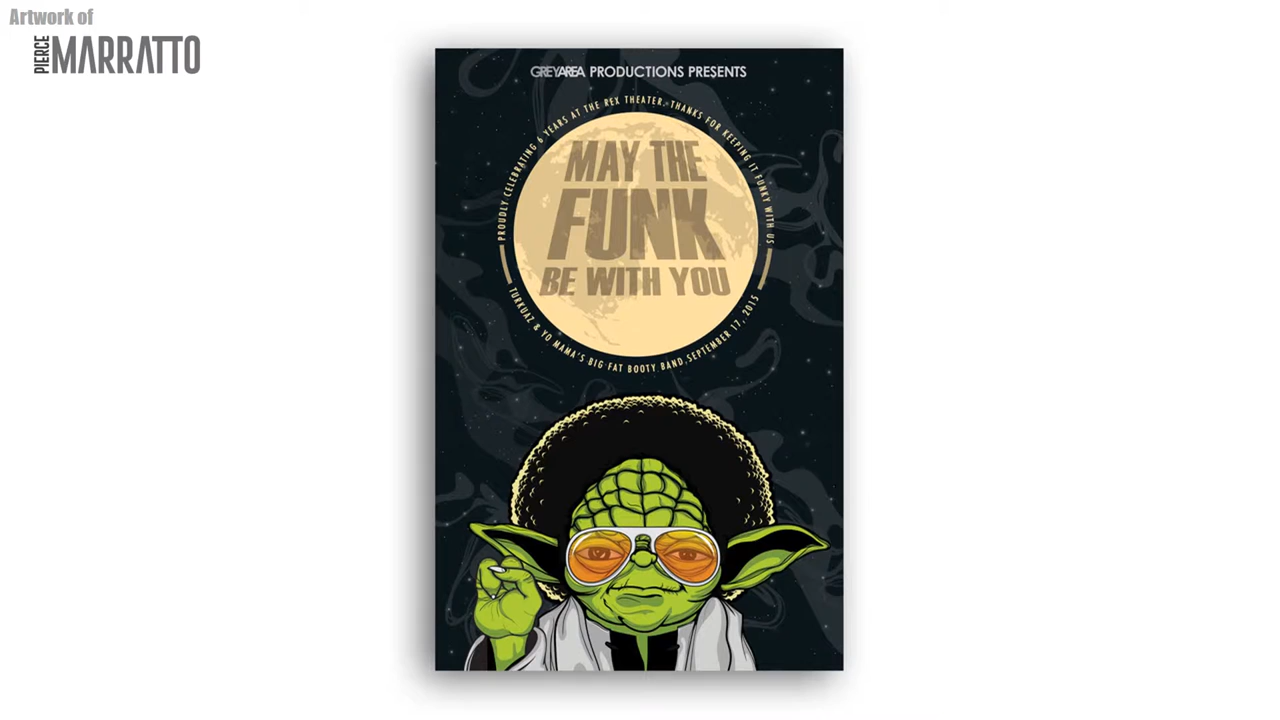 Artwork of
PIERCE MARRATTO
GREYAREA PRODUCTIONS PRESENTS
PROUDLY CELEBRATING 6 YEARS AT THE REX THEATER. THANKS FOR KEEPING IT FUNKY WITH US
MAY THE
FUNK
BE WITH YOU
TURKUAZ & YO MAMA'S BIG FAT BOOTY BAND, SEPTEMBER 17, 2015